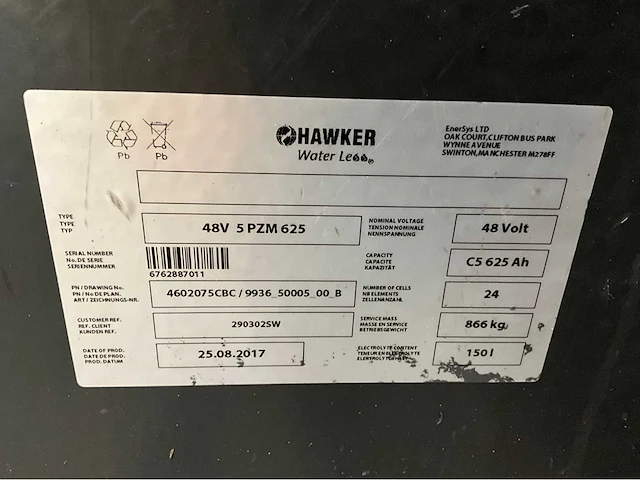 Pb
Pb
HAWKER
Water Less®
EnerSys LTD
OAK COURT,CLIFTON BUS PARK
WYNNE AVENUE
SWINTON,MANCHESTER M278FF
TYPE
TYPE
TYP
48V 5 PZM 625
NOMINAL VOLTAGE
TENSION NOMINALE
NENNSPANNUNG
48 Volt
SERIAL NUMBER
No. DE SERIE
SERIENNUMMER
6762887011
CAPACITY
CAPACITE
KAPAZITÄT
C5 625 Ah
PN / DRAWING No.
PN / No DE PLAN.
ART / ZEICHNUNGS-NR.
4602075CBC / 9936_50005_00_B
NUMBER OF CELLS
NB ELEMENTS
ZELLENANZAHL
24
CUSTOMER REF.
REF. CLIENT
KUNDEN REF.
290302SW
SERVICE MASS
MASSE EN SERVICE
BETRIEBSGEWICHT
866 kg
DATE OF PROD.
DATE DE PROD.
PROD. DATUM
25.08.2017
ELECTROLYTE CONTENT
TENEUR EN ELECTROLYTE
ELEKTROLYTGEHALT
150 l